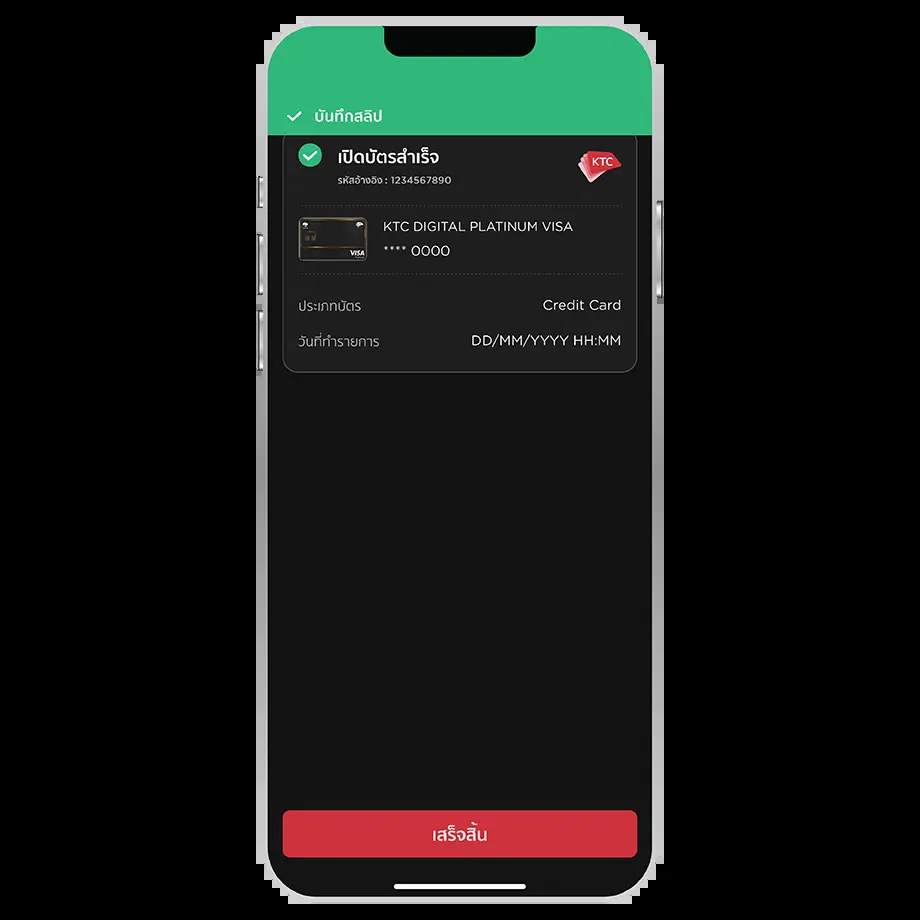 บันทึกสลิป
เปิดบัตรสำเร็จ
KTC
รหัสอ้างอิง : 1234567890
KTC DIGITAL PLATINUM VISA
VISA
**** 0000
ประเภทบัตร Credit Card
วันที่ทำรายการ DD/MM/YYYY HH:MM
เสร็จสิ้น